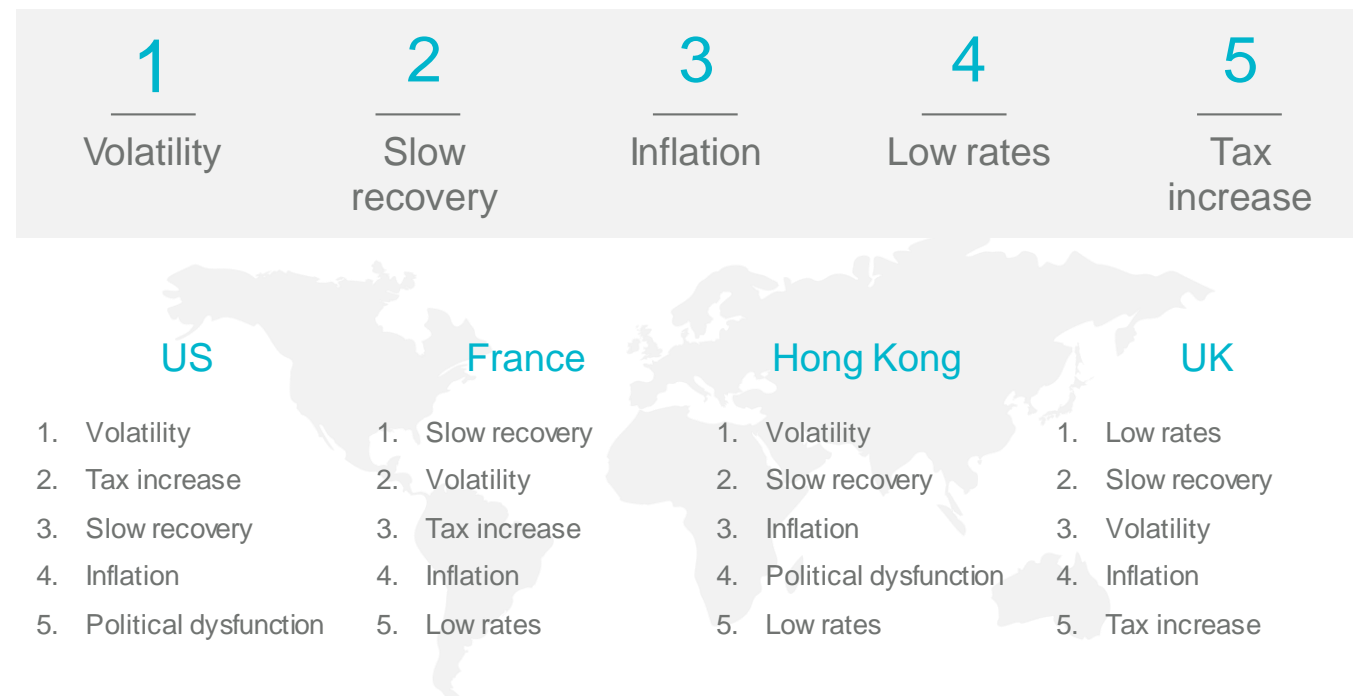 1
Volatility
2
Slow
recovery
3
Inflation
4
Low rates
5
Tax
increase
US
1. Volatility
2. Tax increase
3. Slow recovery
4. Inflation
5. Political dysfunction
France
1. Slow recovery
2. Volatility
3. Tax increase
4. Inflation
5. Low rates
Hong Kong
1. Volatility
2. Slow recovery
3. Inflation
4. Political dysfunction
5. Low rates
UK
1. Low rates
2. Slow recovery
3. Volatility
4. Inflation
5. Tax increase